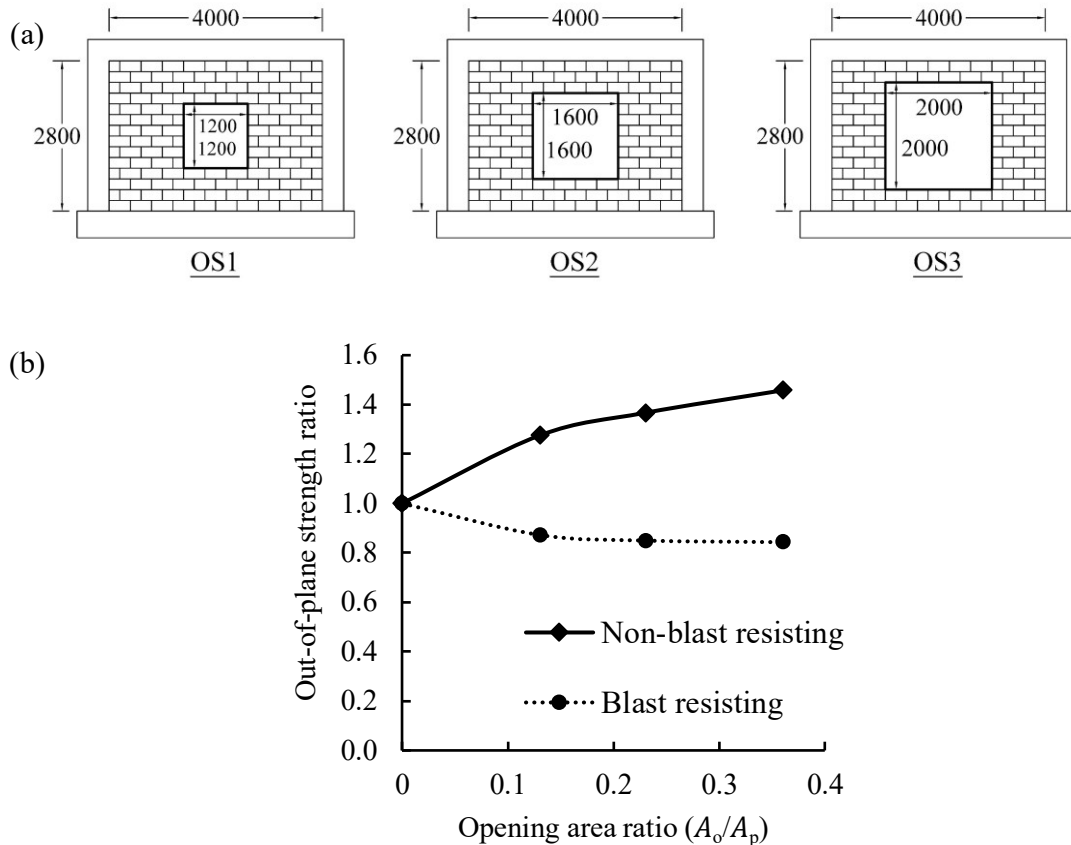 (a)
4000
2800
1200
1200
OS1
4000
2800
1600
1600
OS2
4000
2800
2000
2000
OS3
(b)
Out-of-plane strength ratio
1.6
1.4
1.2
1.0
0.8
0.6
0.4
0.2
0.0
Non-blast resisting
Blast resisting
0 0.1 0.2 0.3 0.4
Opening area ratio (Aₒ/Aₚ)